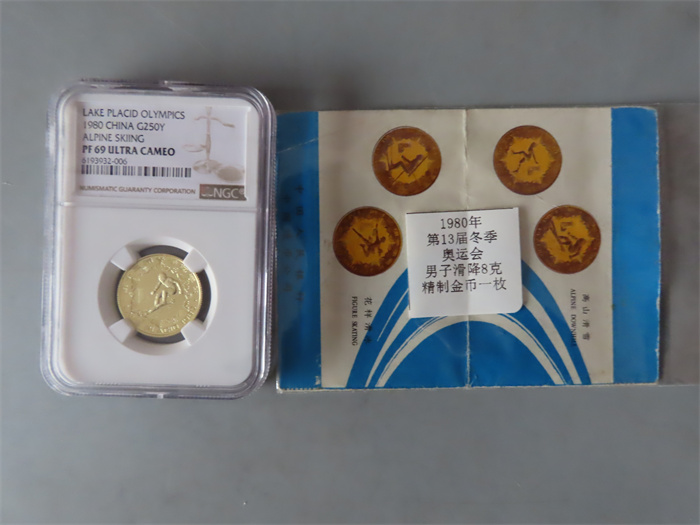 LAKE PLACID OLYMPICS
1980 CHINA G250Y
ALPINE SKIING
PF 69 ULTRA CAMEO
6193932-006
NUMISMATIC GUARANTY CORPORATION
NGC
1980年
第13届冬季
奥运会
男子滑降8克
精制金币一枚
花样滑
FIGURE SKATING
高山滑雪
ALPINE DOWNHILL